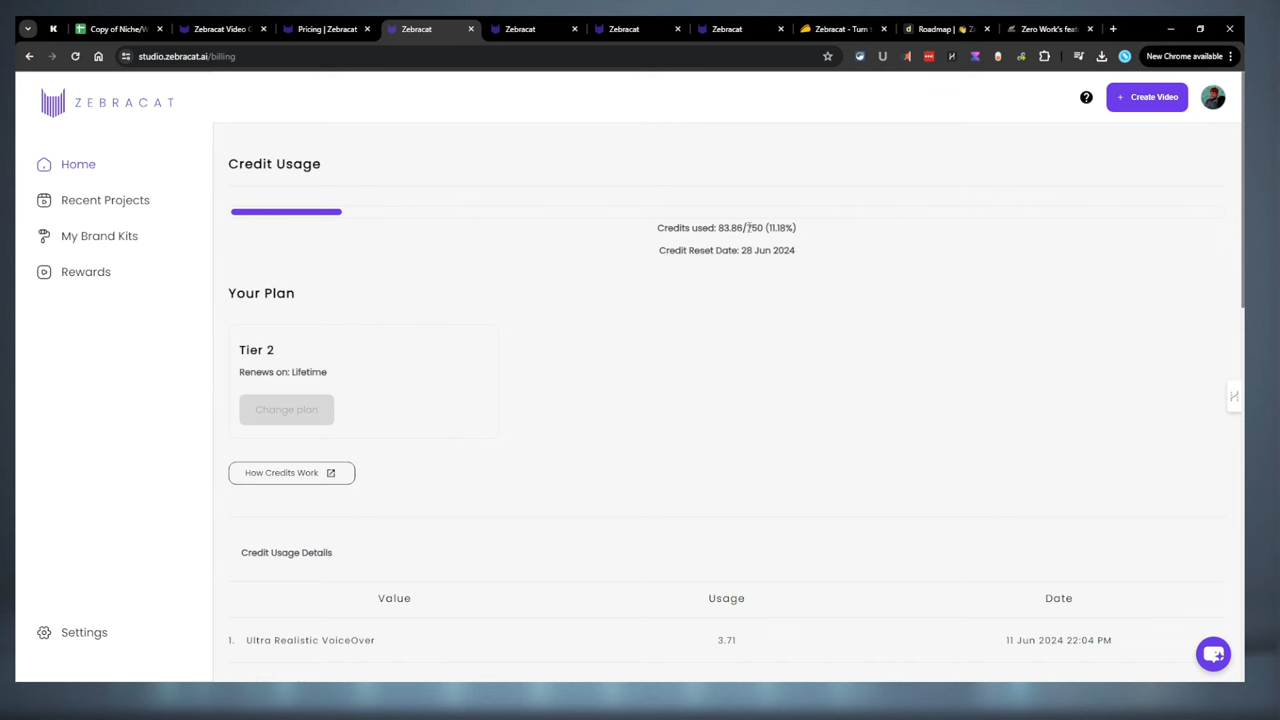 Copy of Niche/W
Zebracat Video G
Pricing | Zebracat
Zebracat
Zebracat
Zebracat
Zebracat
Zebracat - Turn
Roadmap |
Zero Work's feat
studio.zebracat.ai/billing
New Chrome available
ZEBRACAT
+ Create Video
Home
Recent Projects
My Brand Kits
Rewards
Settings
Credit Usage
Credits used: 83.86/750 (11.18%)
Credit Reset Date: 28 Jun 2024
Your Plan
Tier 2
Renews on: Lifetime
Change plan
How Credits Work
Credit Usage Details
Value Usage Date
1. Ultra Realistic VoiceOver 3.71 11 Jun 2024 22:04 PM